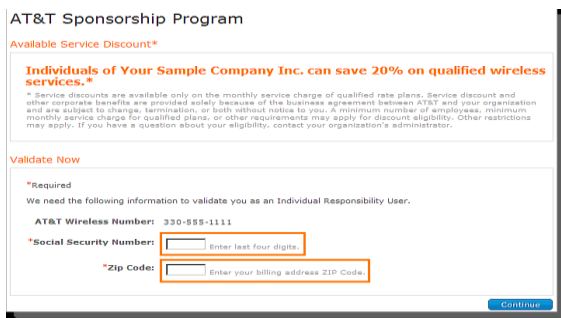 AT&T Sponsorship Program
Available Service Discount*
Individuals of Your Sample Company Inc. can save 20% on qualified wireless
services.*
* Service discounts are available only on the monthly service charge of qualified rate plans. Service discount and
other corporate benefits are provided solely because of the business agreement between AT&T and your organization
and are subject to change, termination, or both without notice to you. A minimum number of employees, minimum
monthly service charge for qualified plans, or other requirements may apply for discount eligibility. Other restrictions
may apply. If you have a question about your eligibility, contact your organization's administrator.
Validate Now
*Required
We need the following information to validate you as an Individual Responsibility User.
AT&T Wireless Number: 330-555-1111
*Social Security Number: Enter last four digits.
*Zip Code: Enter your billing address ZIP Code.
Continue